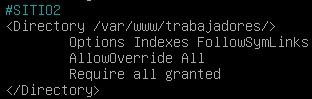 #SITIO2
<Directory /var/www/trabajadores/>
        Options Indexes FollowSymLinks
        AllowOverride All
        Require all granted
</Directory>